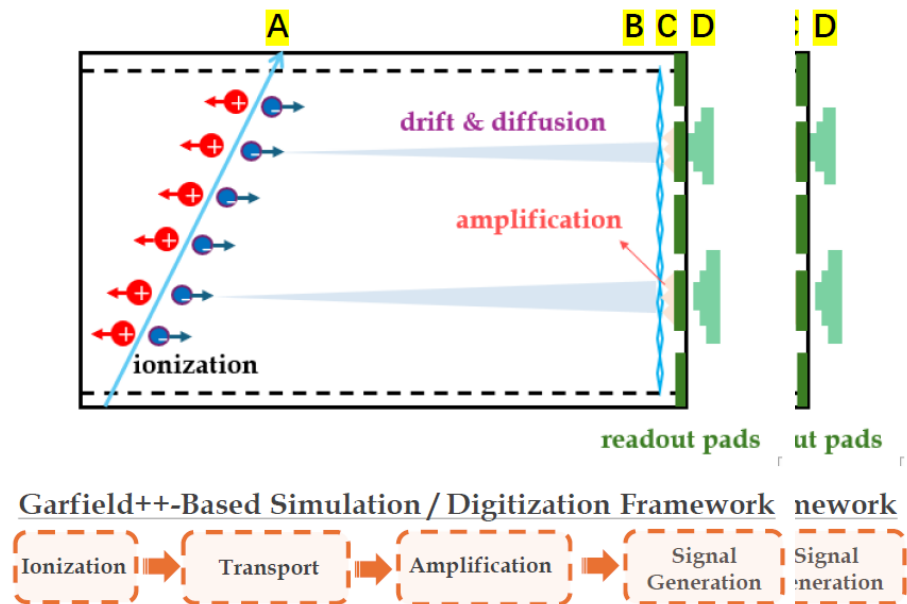 A B C D C D
drift & diffusion
amplification
ionization
readout pads ut pads
Garfield++-Based Simulation / Digitization Framework mework
Ionization Transport Amplification Signal Signal
Generation eneration